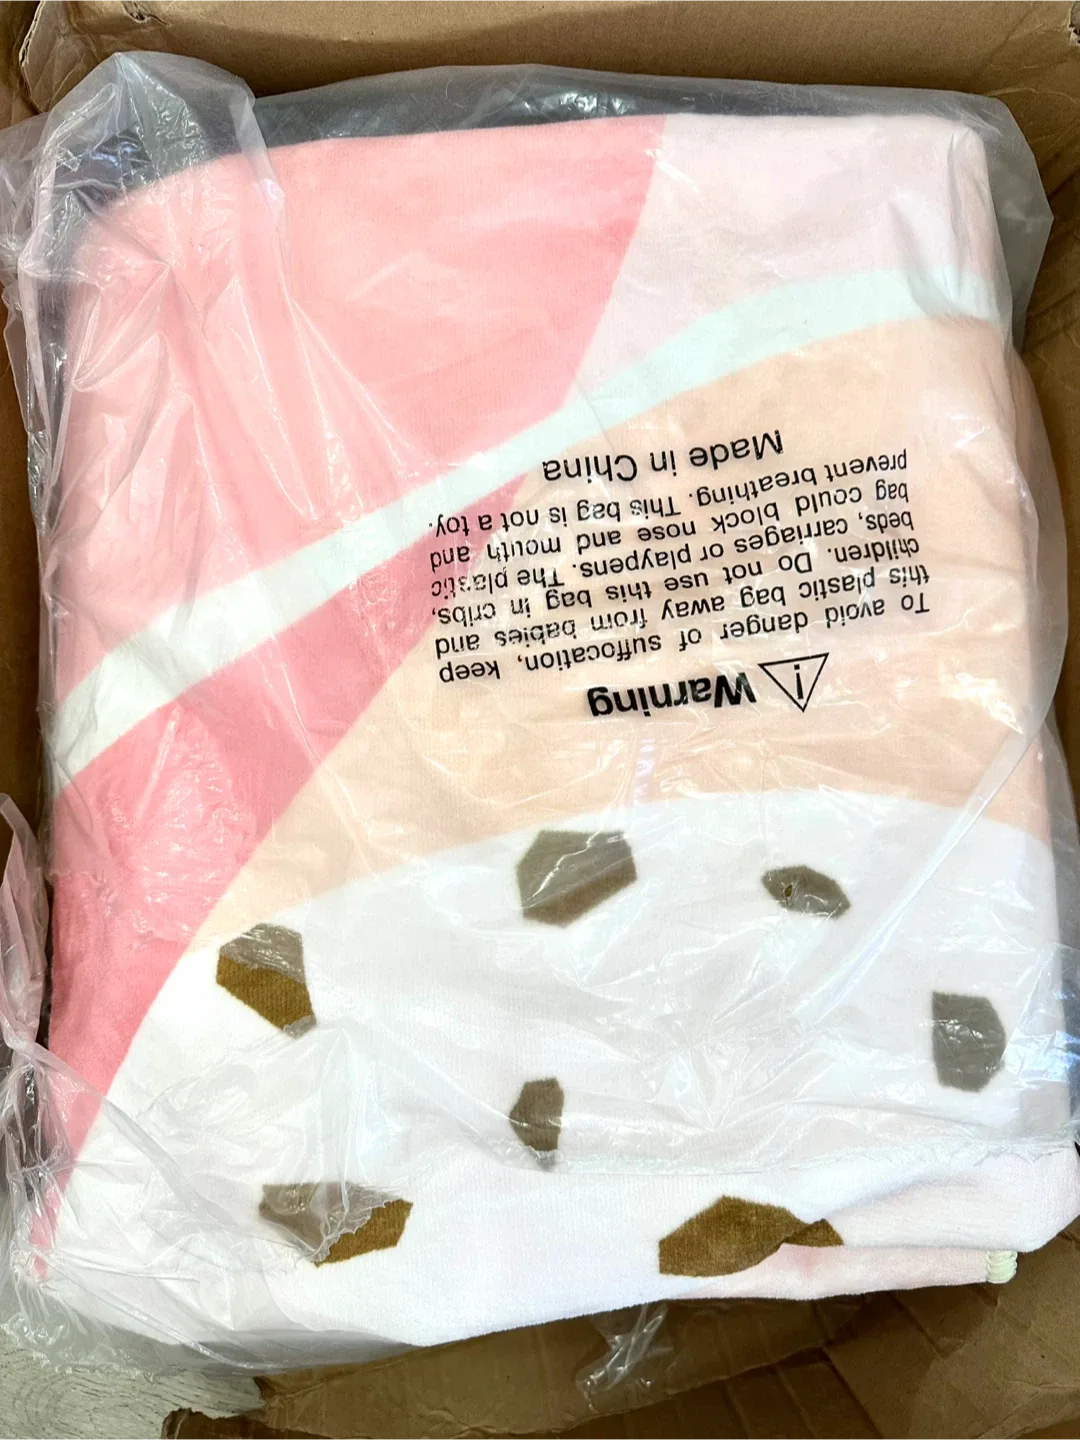 Warning
To avoid danger of suffocation, keep
this plastic bag away from babies and
children. Do not use this bag in cribs,
beds, carriages or playpens. The plastic
bag could block nose and mouth and
prevent breathing. This bag is not a toy.
Made in China